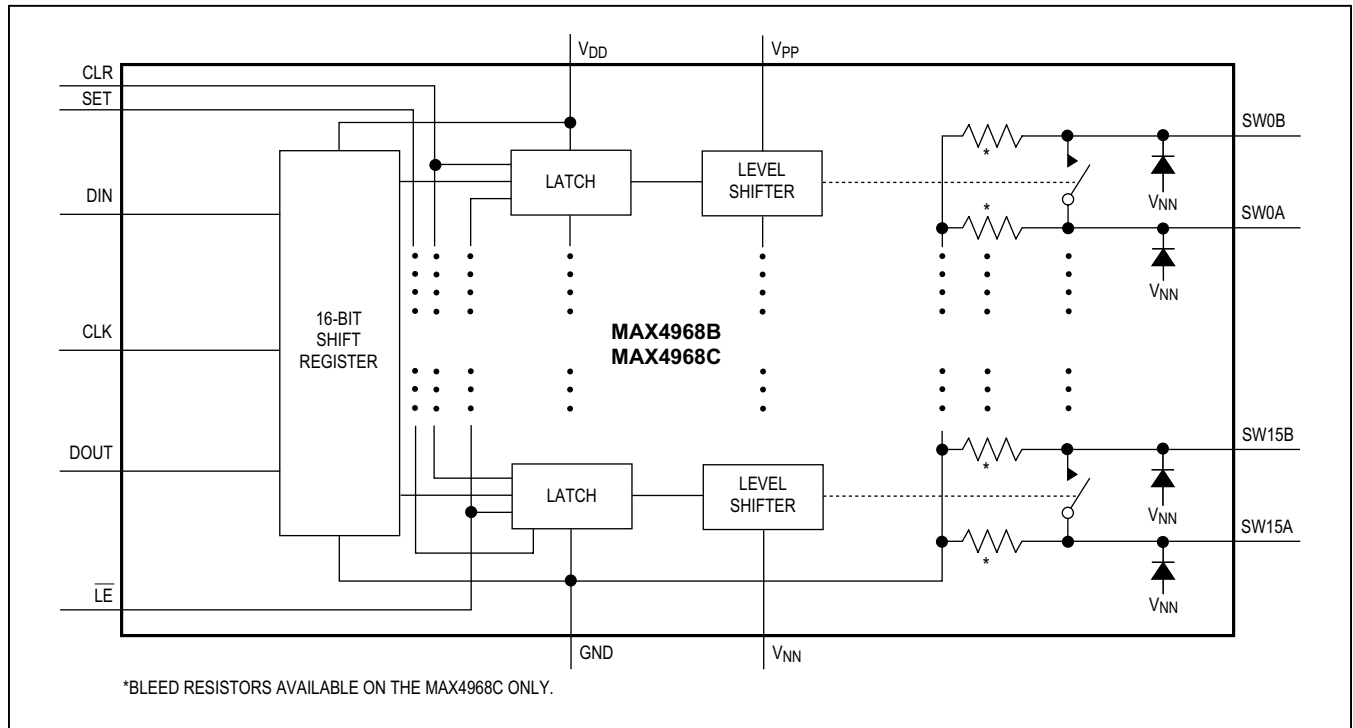 VDD
VPP
CLR
SET
SW0B
LATCH
LEVEL
SHIFTER
*
VNN
DIN
SW0A
*
VNN
16-BIT
SHIFT
REGISTER
CLK
MAX4968B
MAX4968C
DOUT
SW15B
LATCH
LEVEL
SHIFTER
*
VNN
SW15A
*
VNN
LE
GND
VNN
*BLEED RESISTORS AVAILABLE ON THE MAX4968C ONLY.